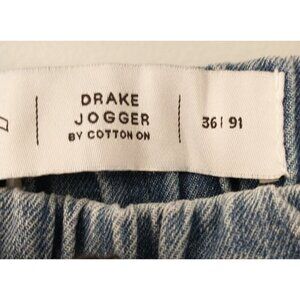 DRAKE
JOGGER
BY COTTON ON
36| 91